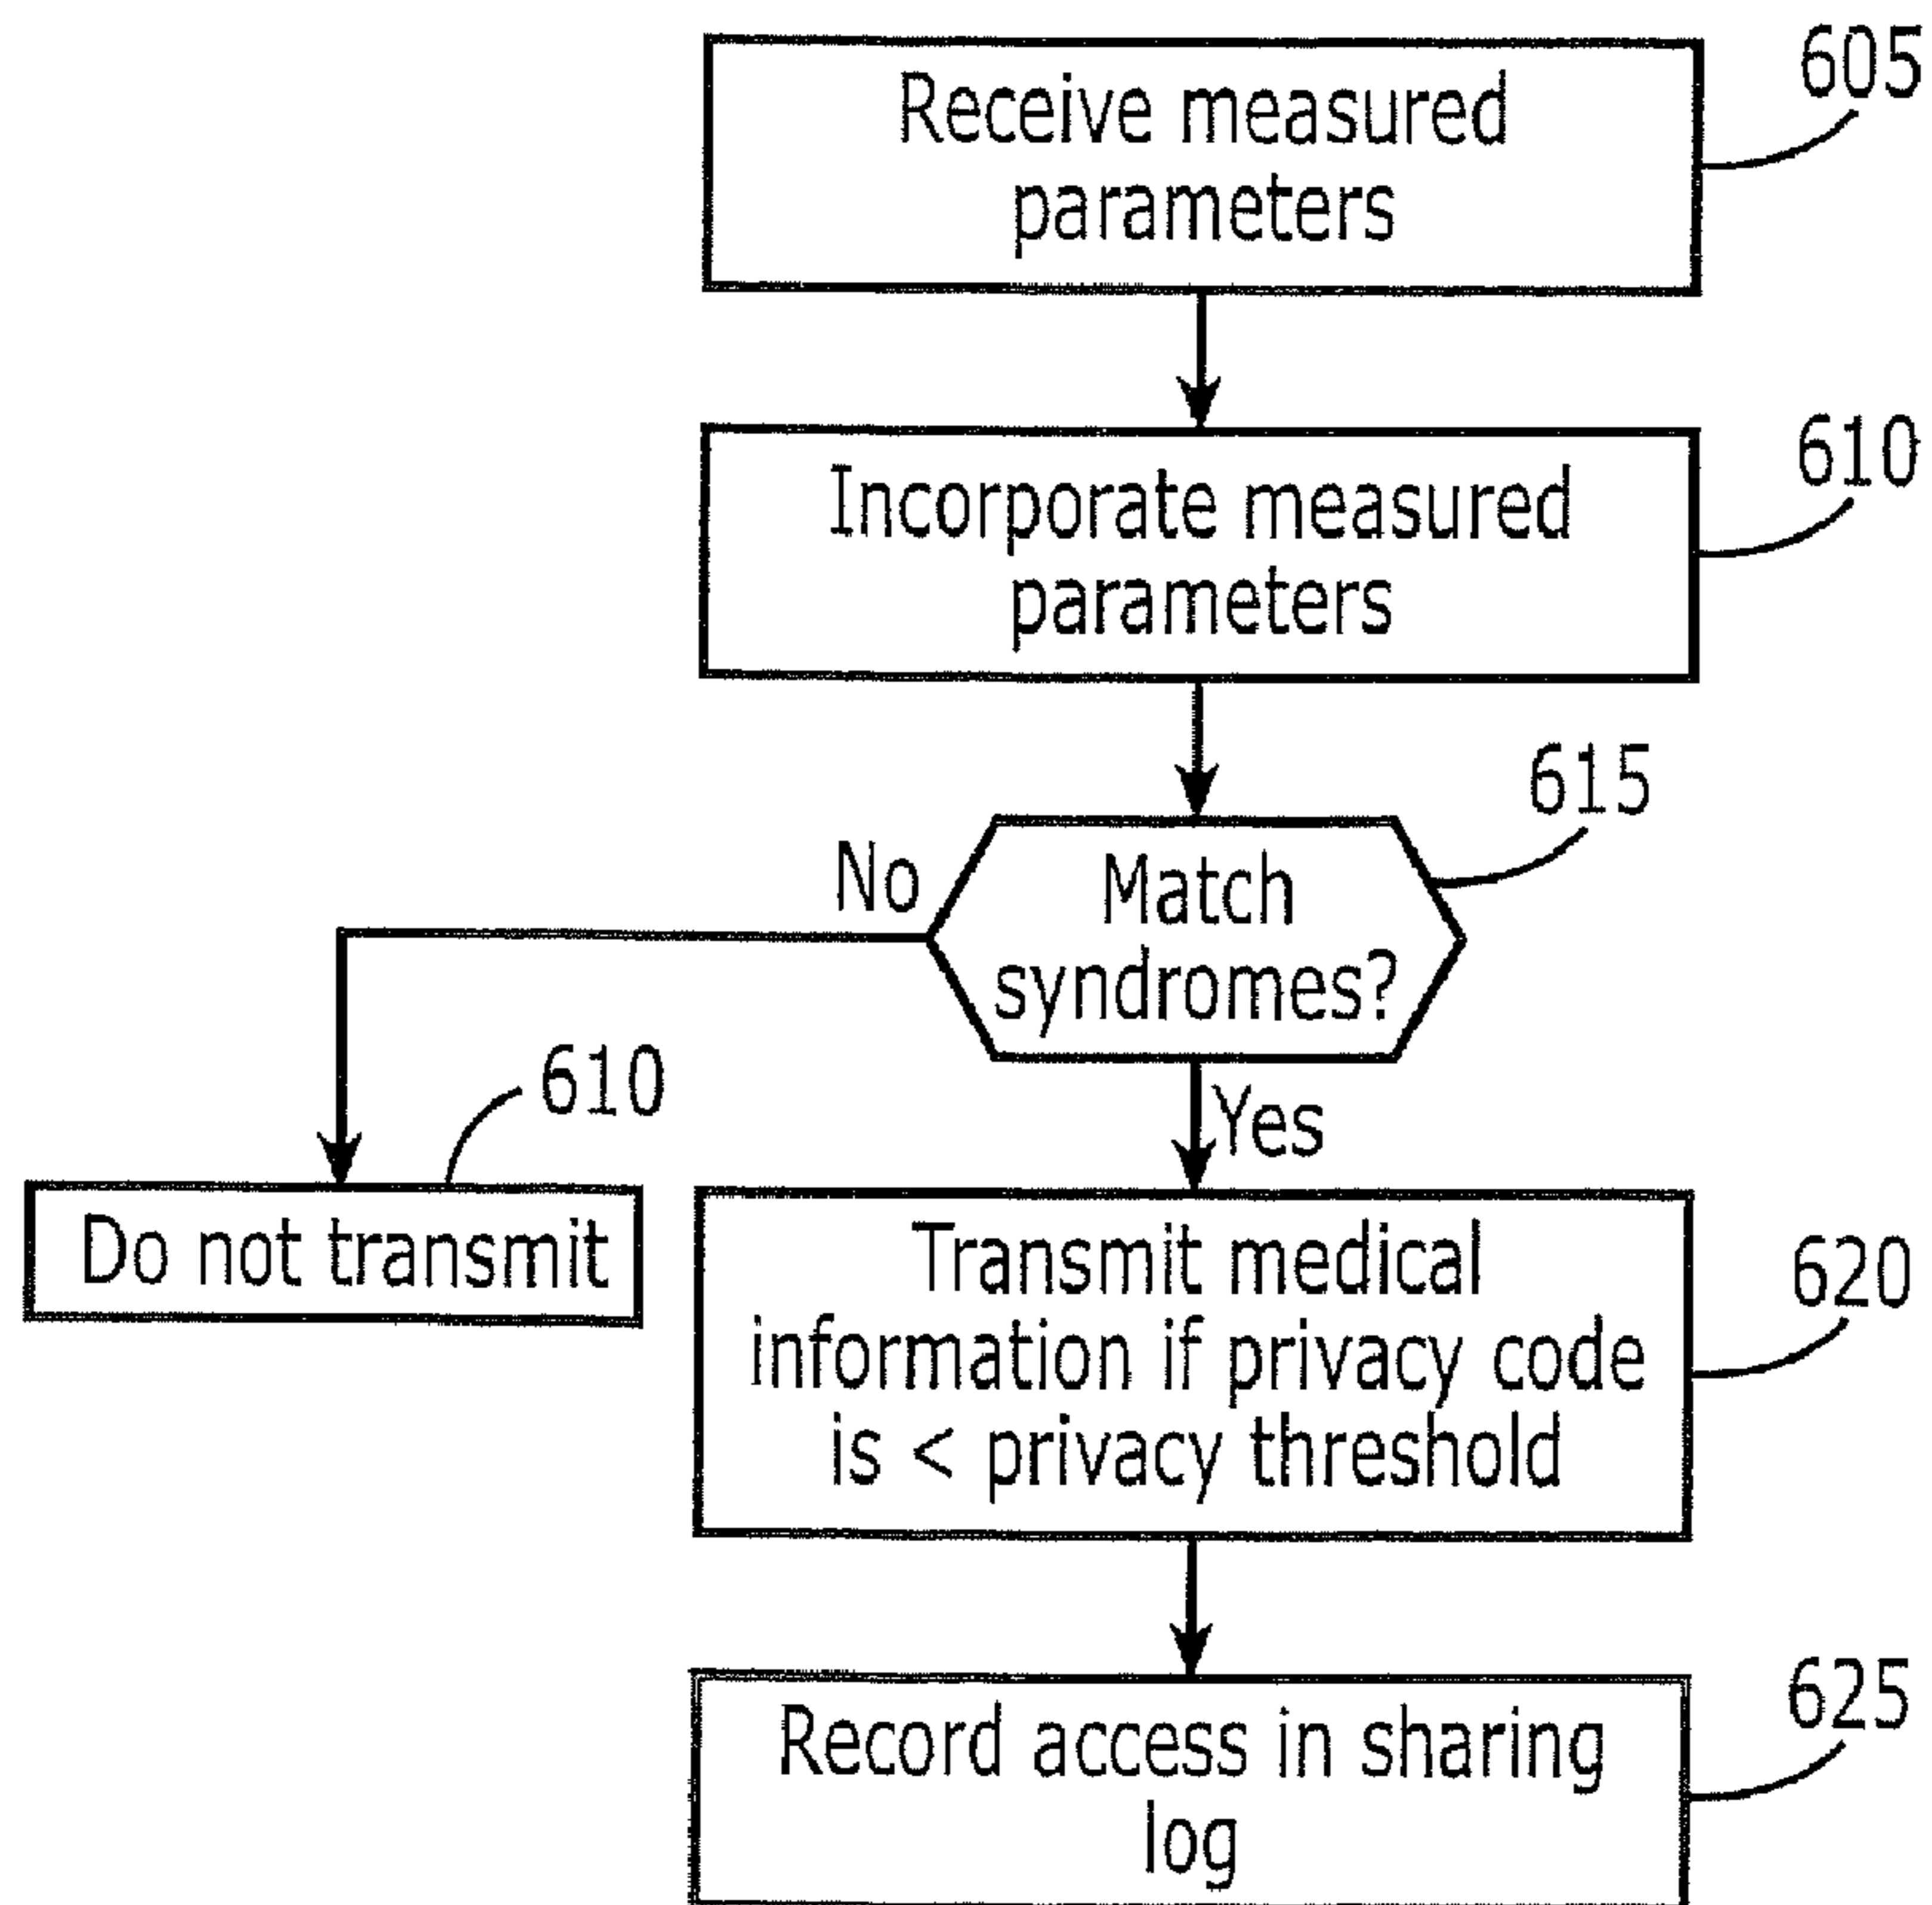 Receive measured
parameters
605
Incorporate measured
parameters
610
Match
syndromes?
615
No
Yes
610
Do not transmit
Transmit medical
information if privacy code
is < privacy threshold
620
Record access in sharing
log
625